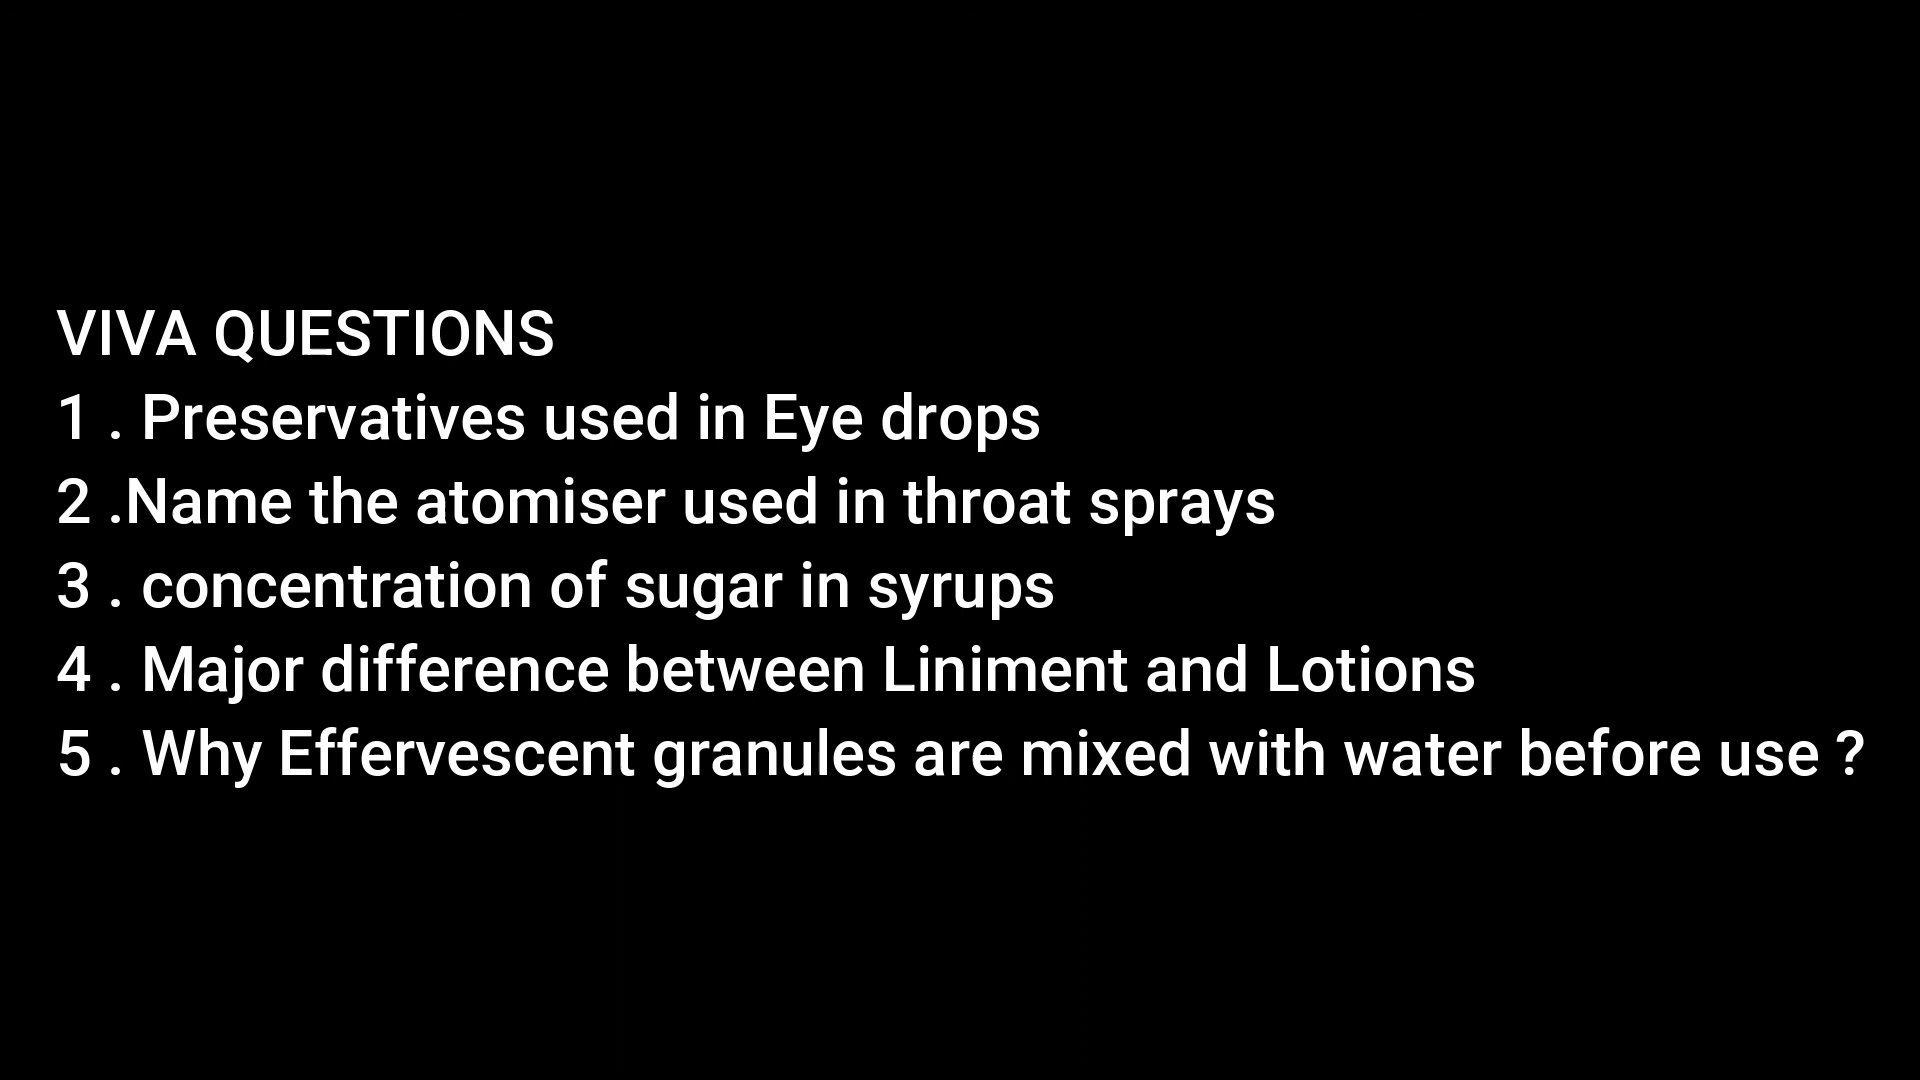 VIVA QUESTIONS
1 . Preservatives used in Eye drops
2 .Name the atomiser used in throat sprays
3 . concentration of sugar in syrups
4 . Major difference between Liniment and Lotions
5 . Why Effervescent granules are mixed with water before use ?